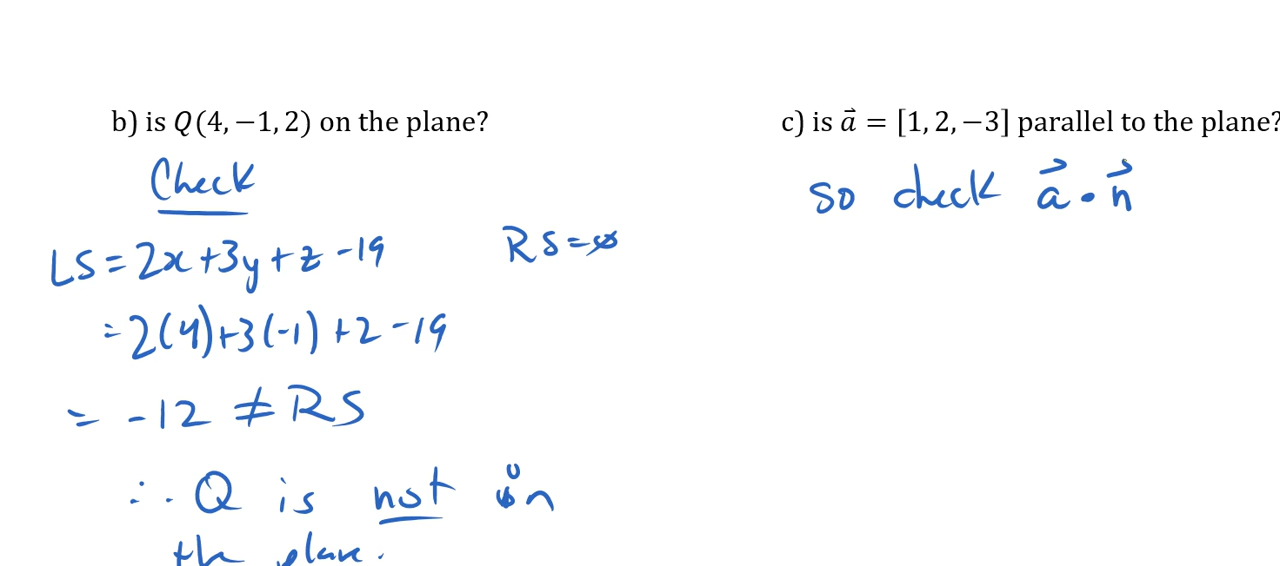 b) is Q(4, −1, 2) on the plane?
Check
LS = 2x + 3y + z - 19
RS = 0
= 2(4) + 3(-1) + 2 - 19
= -12 ≠ RS
∴ Q is not on
the plane.
c) is a⃗ = [1, 2, −3] parallel to the plane?
so check a⃗ • n⃗